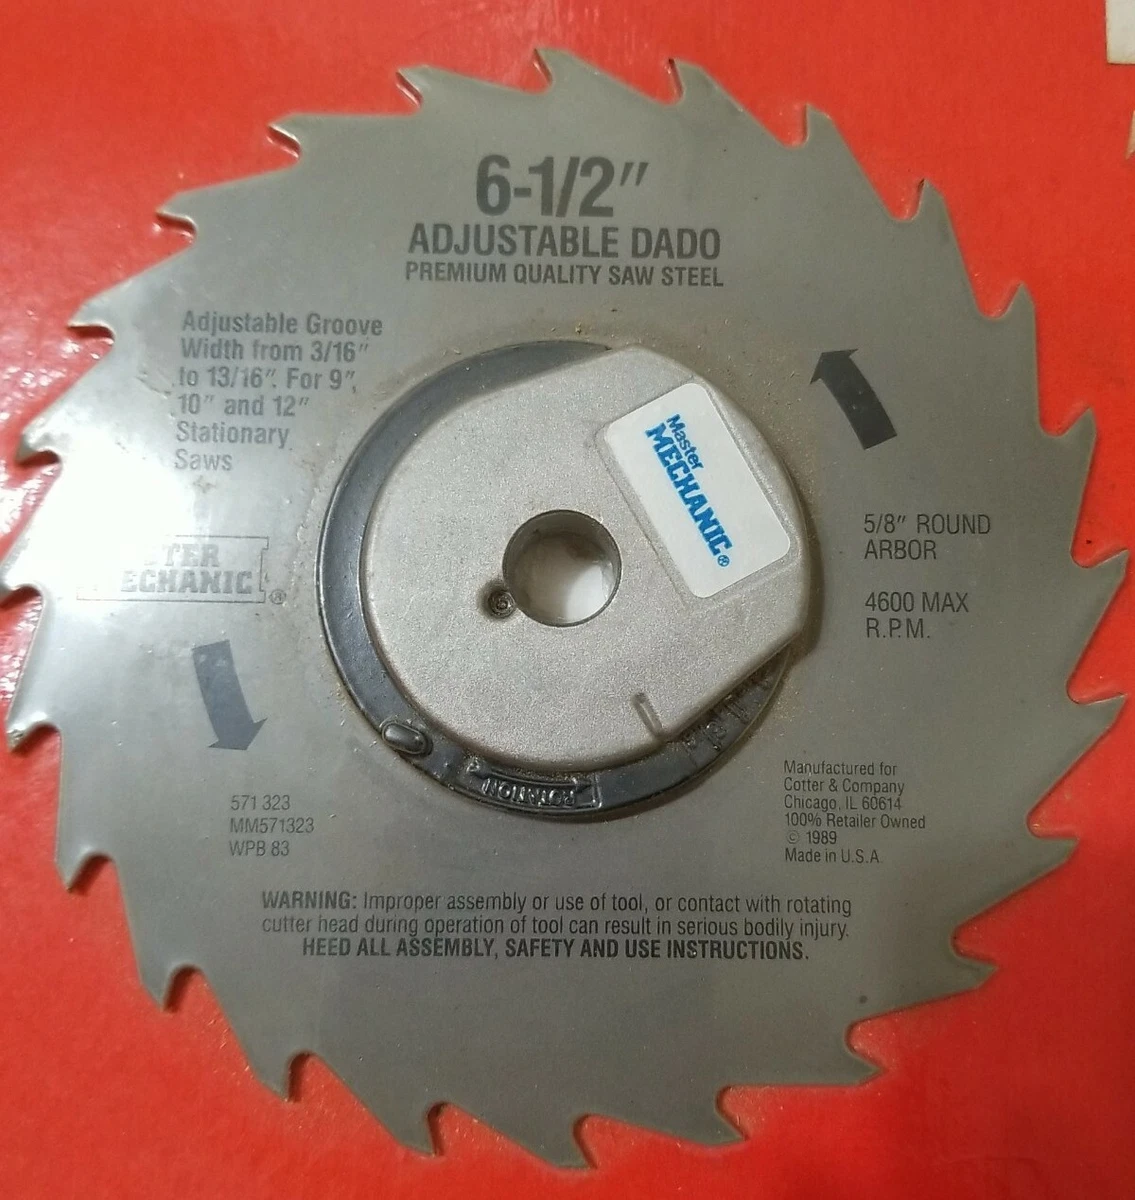 6-1/2"
ADJUSTABLE DADO
PREMIUM QUALITY SAW STEEL
Adjustable Groove
Width from 3/16"
to 13/16". For 9",
10" and 12"
Stationary
Saws
Master
MECHANIC®
5/8" ROUND
ARBOR
4600 MAX
R.P.M.
®
ROTATION
571 323
MM571323
WPB 83
Manufactured for
Cotter & Company
Chicago, IL 60614
100% Retailer Owned
© 1989
Made in U.S.A.
WARNING: Improper assembly or use of tool, or contact with rotating
cutter head during operation of tool can result in serious bodily injury.
HEED ALL ASSEMBLY, SAFETY AND USE INSTRUCTIONS.